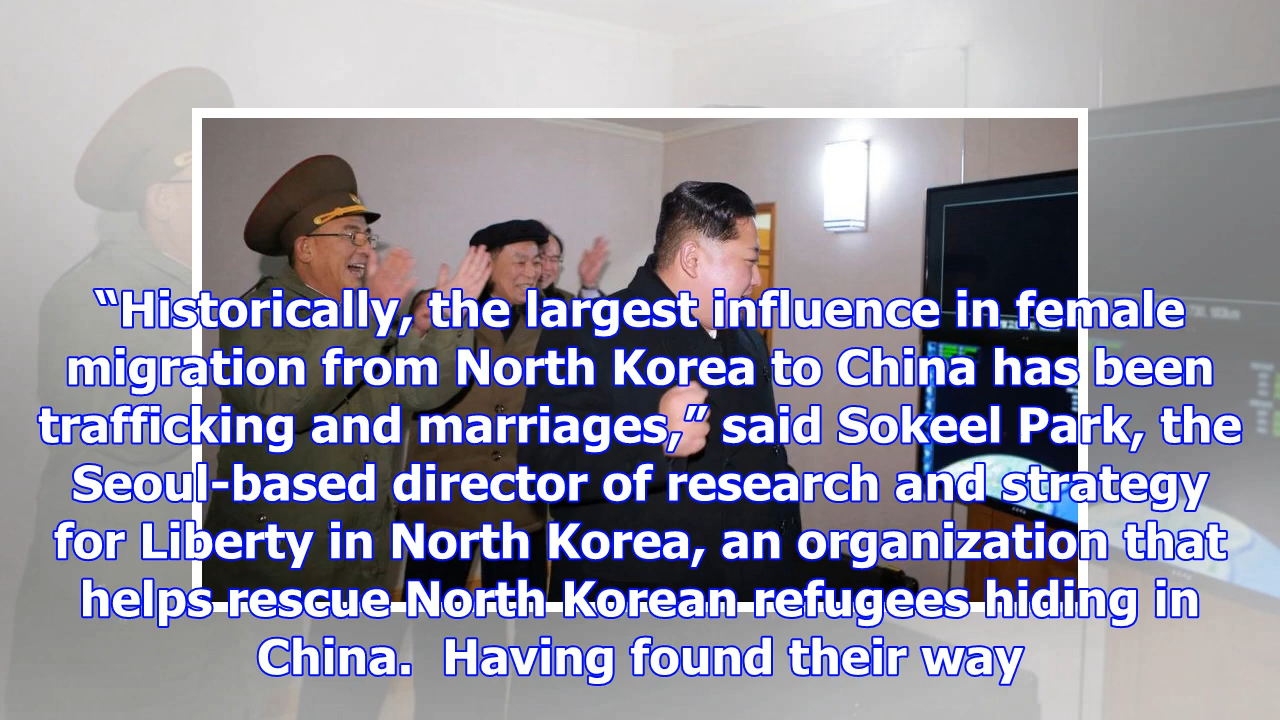 “Historically, the largest influence in female
migration from North Korea to China has been
trafficking and marriages,” said Sokeel Park, the
Seoul-based director of research and strategy
for Liberty in North Korea, an organization that
helps rescue North Korean refugees hiding in
China.  Having found their way